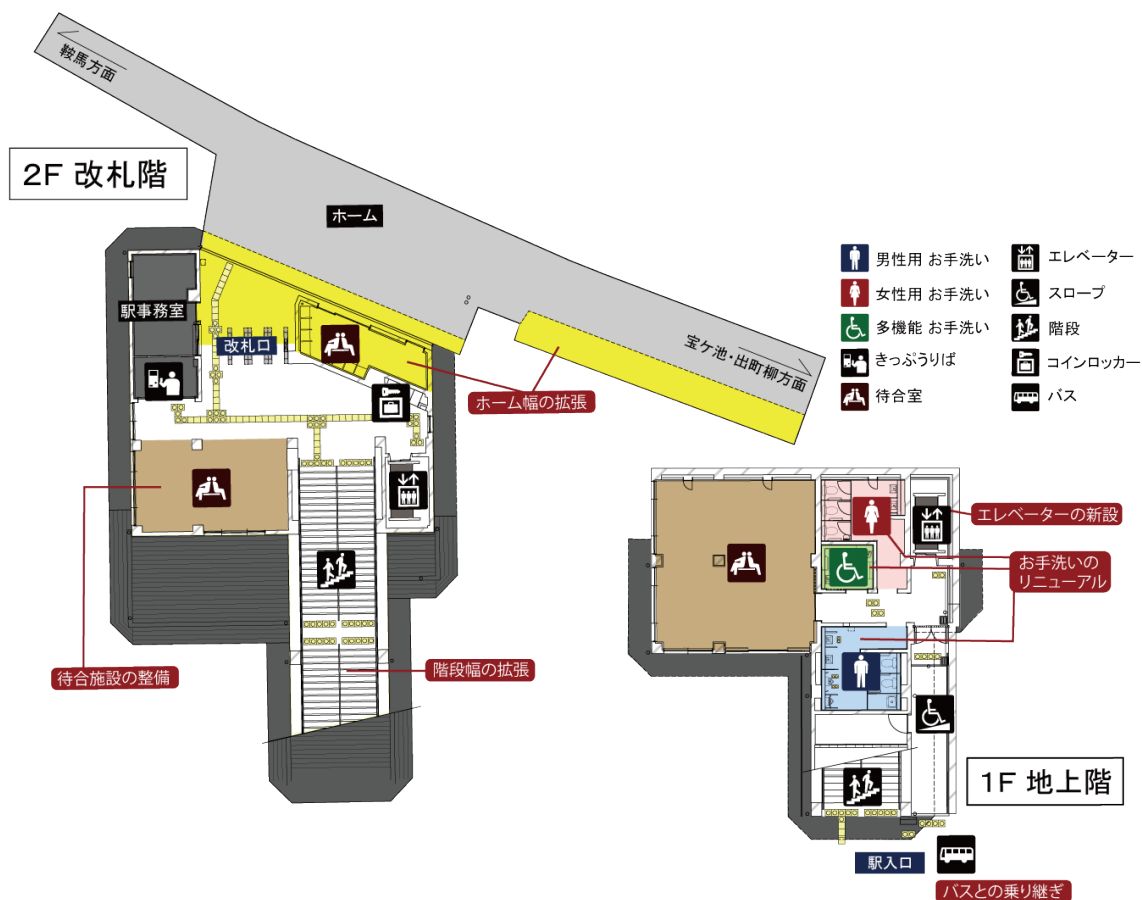 鞍馬方面
2F 改札階
ホーム
駅事務室
改札口
宝ケ池・出町柳方面
ホーム幅の拡張
待合施設の整備
階段幅の拡張
男性用 お手洗い
女性用 お手洗い
多機能 お手洗い
きっぷうりば
待合室
エレベーター
スロープ
階段
コインロッカー
バス
エレベーターの新設
お手洗いの
リニューアル
1F 地上階
駅入口
バスとの乗り継ぎ